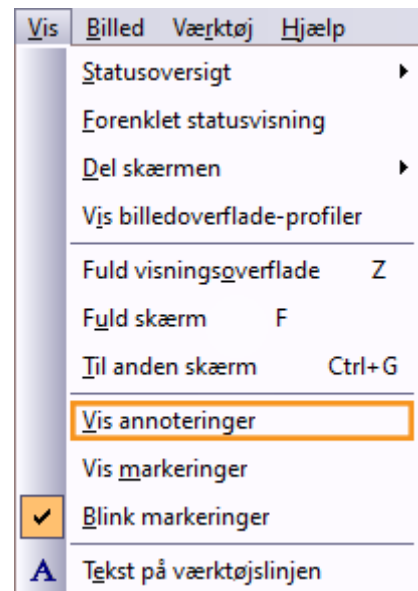 Vis Billed Værktøj Hjælp
Statusoversigt
Forenklet statusvisning
Del skærmen
Vis billedoverflade-profiler
Fuld visningsoverflade Z
Fuld skærm F
Til anden skærm Ctrl+G
Vis annoteringer
Vis markeringer
Blink markeringer
A Tekst på værktøjslinjen